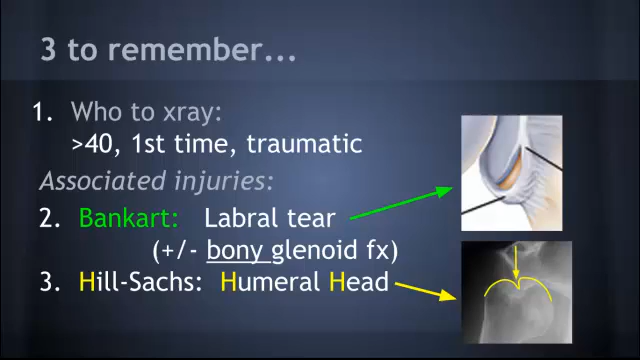 3 to remember...
1. Who to xray:
>40, 1st time, traumatic
Associated injuries:
2. Bankart: Labral tear
(+/- bony glenoid fx)
3. Hill-Sachs: Humeral Head